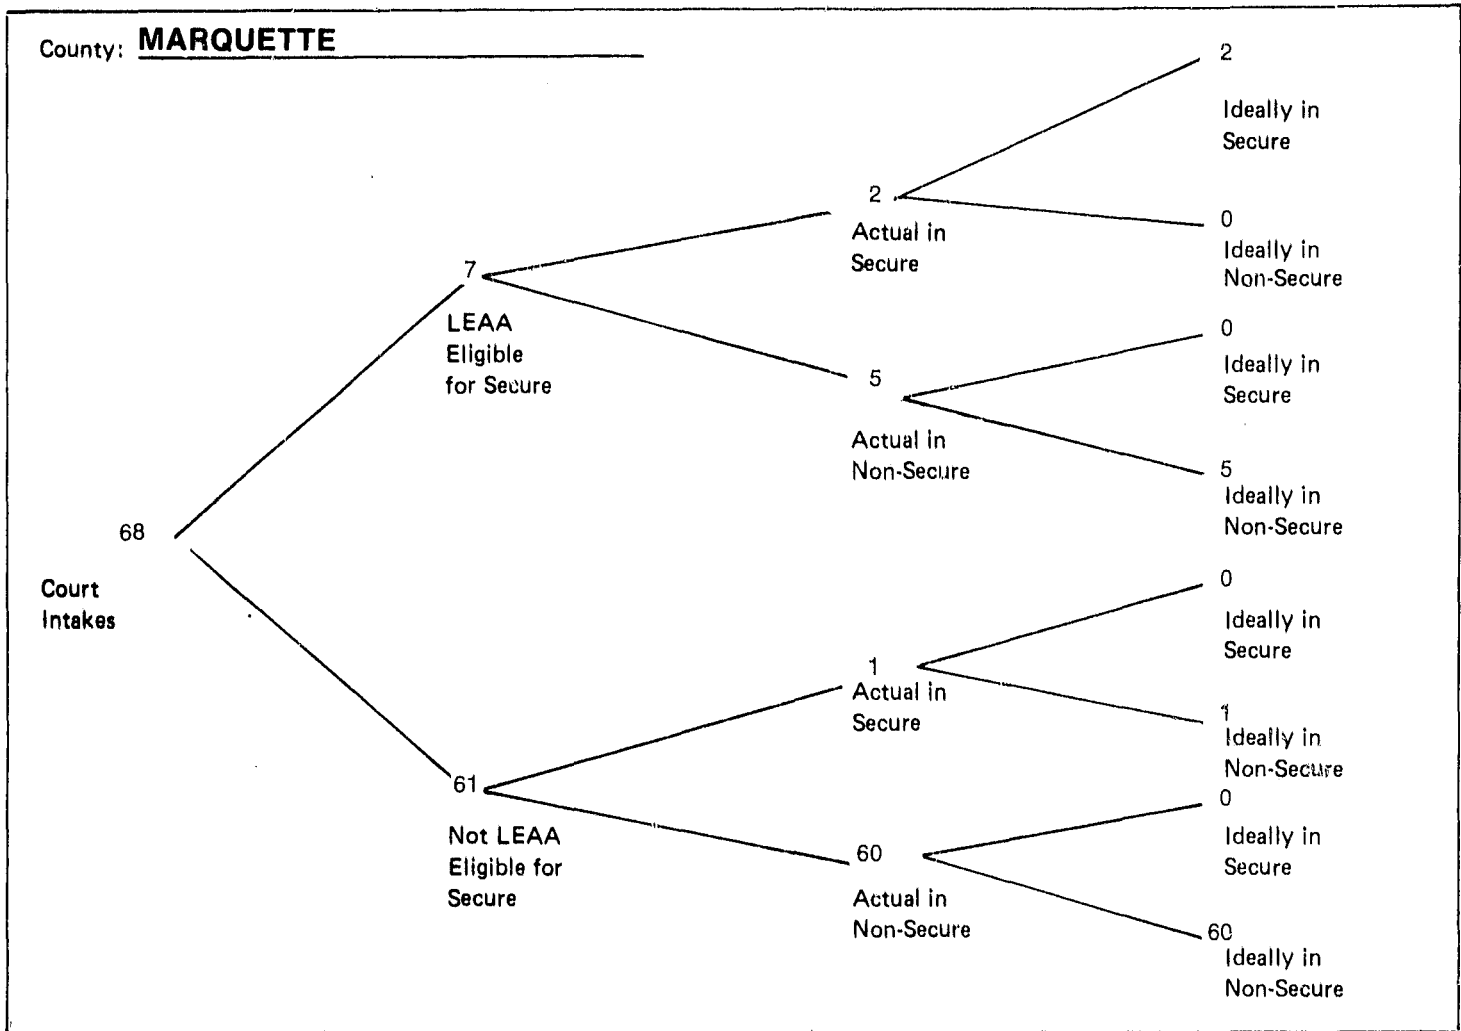 County: MARQUETTE
2
Ideally in
Secure
2
Actual in
Secure
0
Ideally in
Non-Secure
7
LEAA
Eligible
for Secure
0
Ideally in
Secure
5
Actual in
Non-Secure
5
Ideally in
Non-Secure
68
Court
Intakes
0
Ideally in
Secure
1
Actual in
Secure
1
Ideally in
Non-Secure
61
Not LEAA
Eligible for
Secure
0
Ideally in
Secure
60
Actual in
Non-Secure
60
Ideally in
Non-Secure